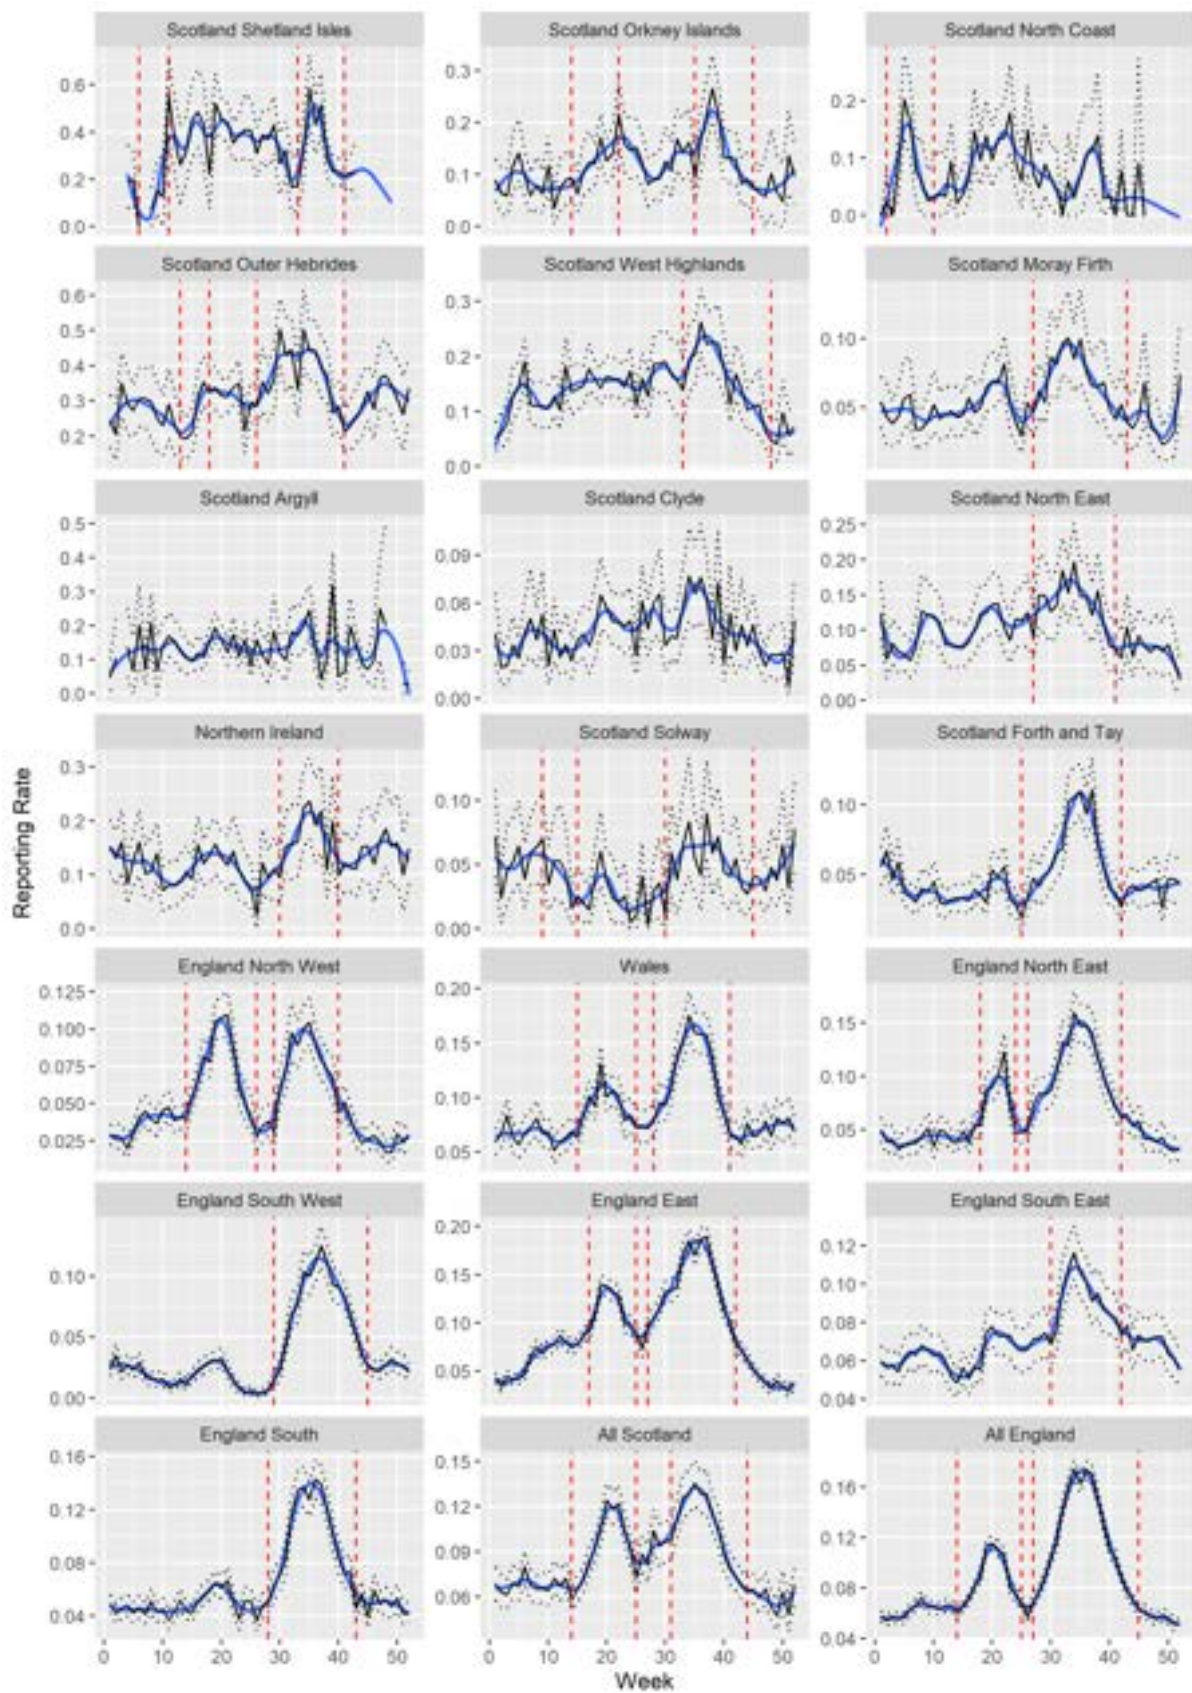 Scotland Shetland Isles Scotland Orkney Islands Scotland North Coast
0.6 0.3 0.2
0.4 0.2 0.1
0.2 0.1
0.0 0.0 0.0
Scotland Outer Hebrides Scotland West Highlands Scotland Moray Firth
0.6 0.3 0.10
0.5 0.2 0.05
0.4 0.1
0.3 0.0
0.2
Scotland Argyll Scotland Clyde Scotland North East
0.5 0.09 0.25
0.4 0.06 0.20
0.3 0.03 0.15
0.2 0.00 0.10
0.1 0.05
0.0 0.00
Northern Ireland Scotland Solway Scotland Forth and Tay
0.3 0.10 0.10
0.2 0.05 0.05
0.1 0.00
0.0
Reporting Rate
England North West Wales England North East
0.125 0.20 0.15
0.100 0.15 0.10
0.075 0.10 0.05
0.050 0.05
0.025
England South West England East England South East
0.10 0.20 0.12
0.05 0.15 0.10
0.00 0.10 0.08
0.05 0.06
0.04
England South All Scotland All England
0.16 0.15 0.16
0.12 0.12 0.12
0.08 0.09 0.08
0.04 0.06 0.04
0 10 20 30 40 50 0 10 20 30 40 50 0 10 20 30 40 50
Week